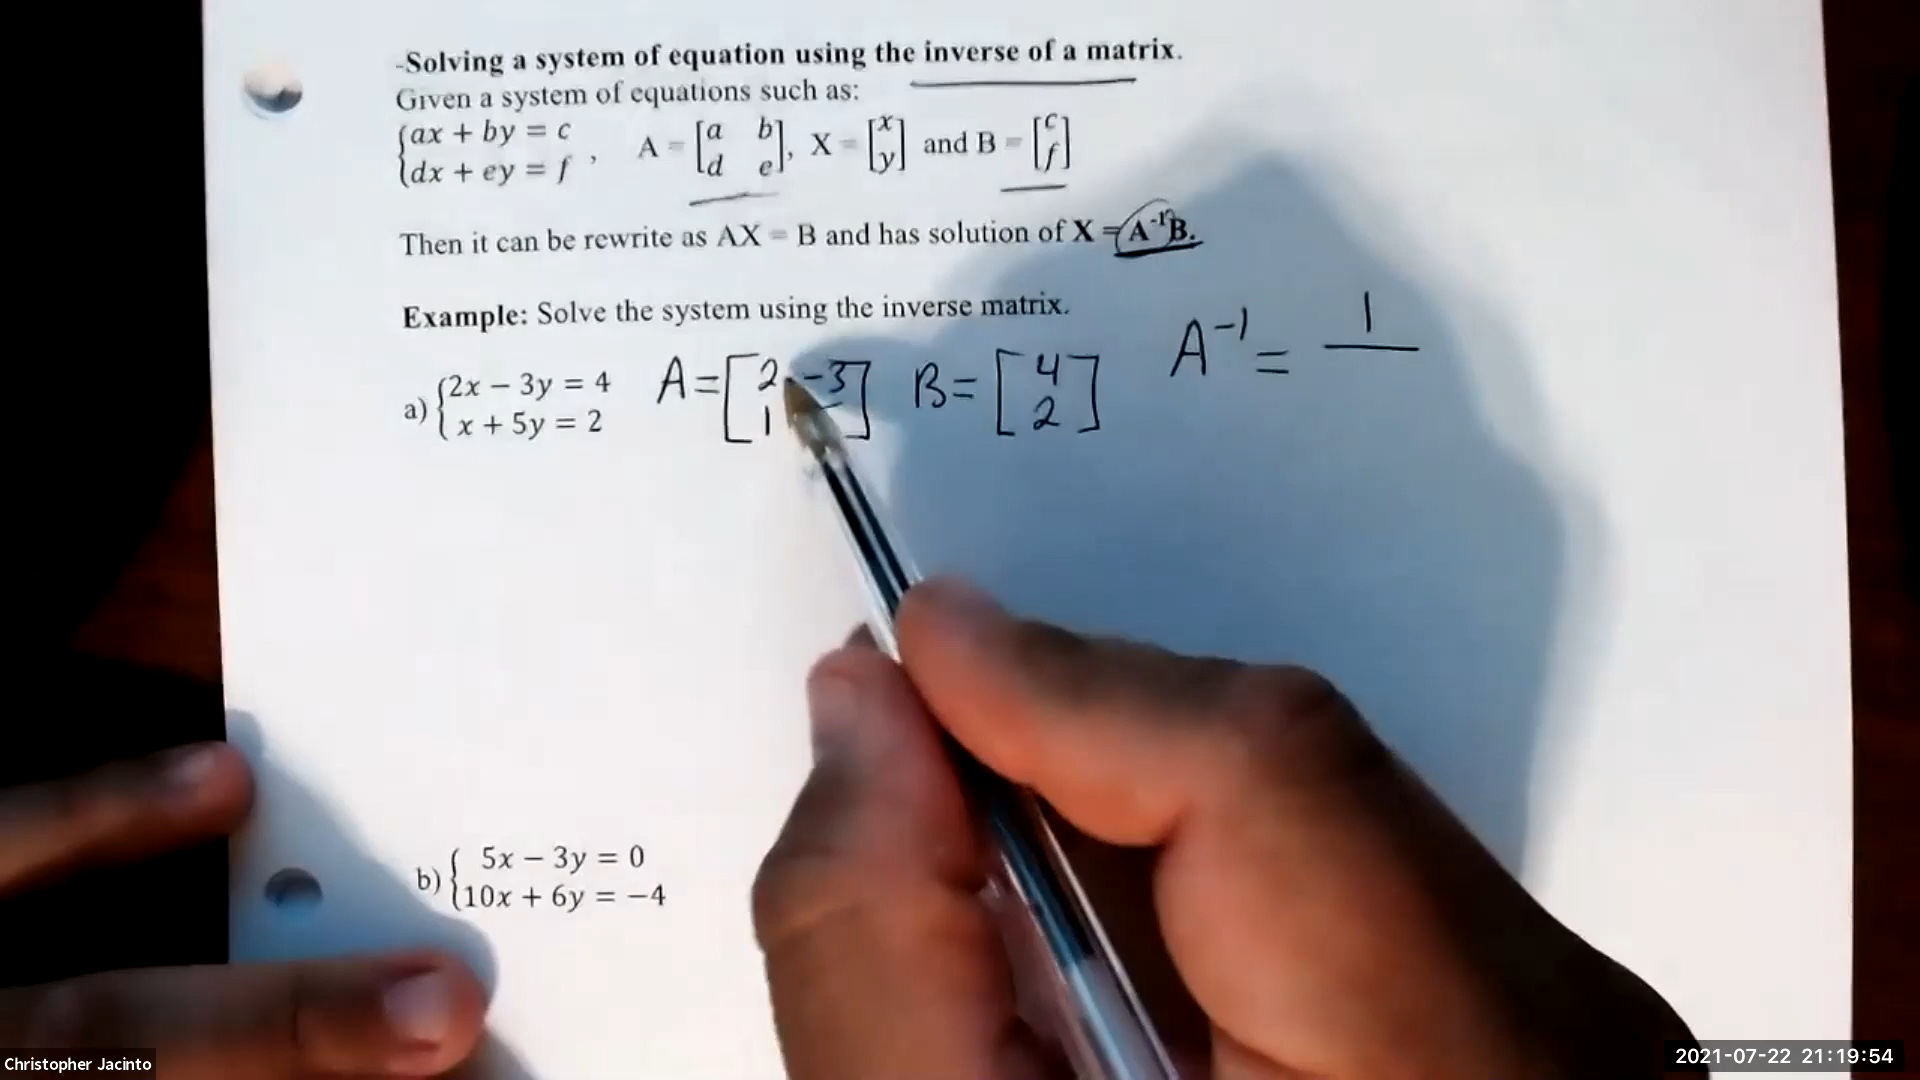 -Solving a system of equation using the inverse of a matrix.
Given a system of equations such as:
{ax + by = c
{dx + ey = f , A = [a b], X = [x] and B = [c]
[d e] [y] [f]
Then it can be rewrite as AX = B and has solution of X = A⁻¹B.
Example: Solve the system using the inverse matrix.
a) {2x − 3y = 4 A = [2 −3] B = [4] A⁻¹ = 1
{x + 5y = 2 [1 ] [2]
b) {5x − 3y = 0
{10x + 6y = −4
Christopher Jacinto
2021-07-22 21:19:54